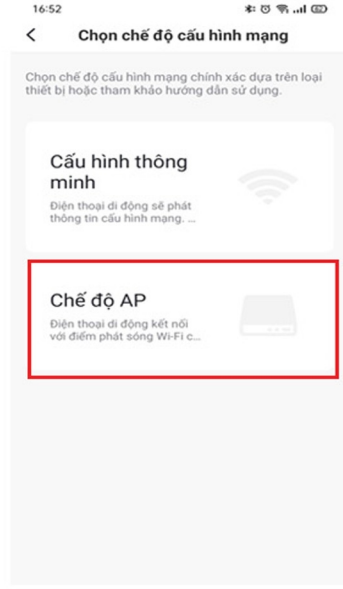 16:52
Chọn chế độ cấu hình mạng
Chọn chế độ cấu hình mạng chính xác dựa trên loại
thiết bị hoặc tham khảo hướng dẫn sử dụng.
Cấu hình thông
minh
Điện thoại di động sẽ phát
thông tin cấu hình mạng. ...
Chế độ AP
Điện thoại di động kết nối
với điểm phát sóng Wi-Fi c...